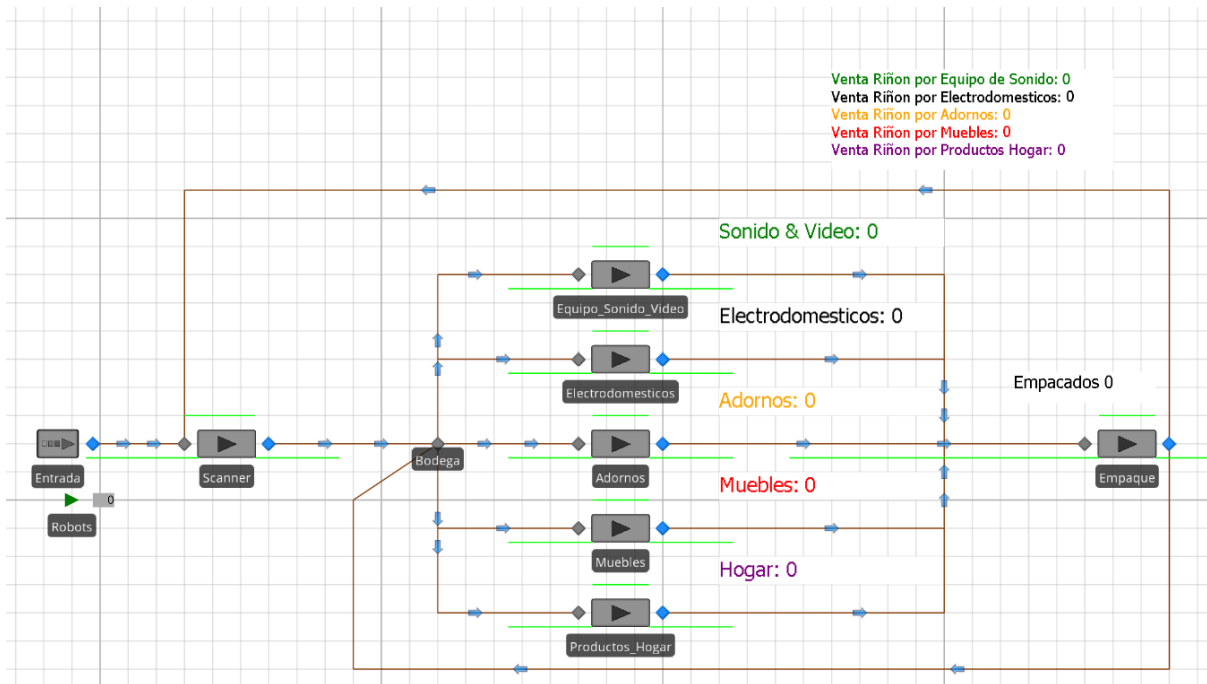 Venta Riñon por Equipo de Sonido: 0
Venta Riñon por Electrodomesticos: 0
Venta Riñon por Adornos: 0
Venta Riñon por Muebles: 0
Venta Riñon por Productos Hogar: 0
Sonido & Video: 0
Equipo_Sonido_Video
Electrodomesticos: 0
Electrodomesticos
Empacados 0
Adornos: 0
Bodega
Entrada
Scanner
Adornos
Empaque
Muebles: 0
0
Robots
Muebles
Hogar: 0
Productos_Hogar